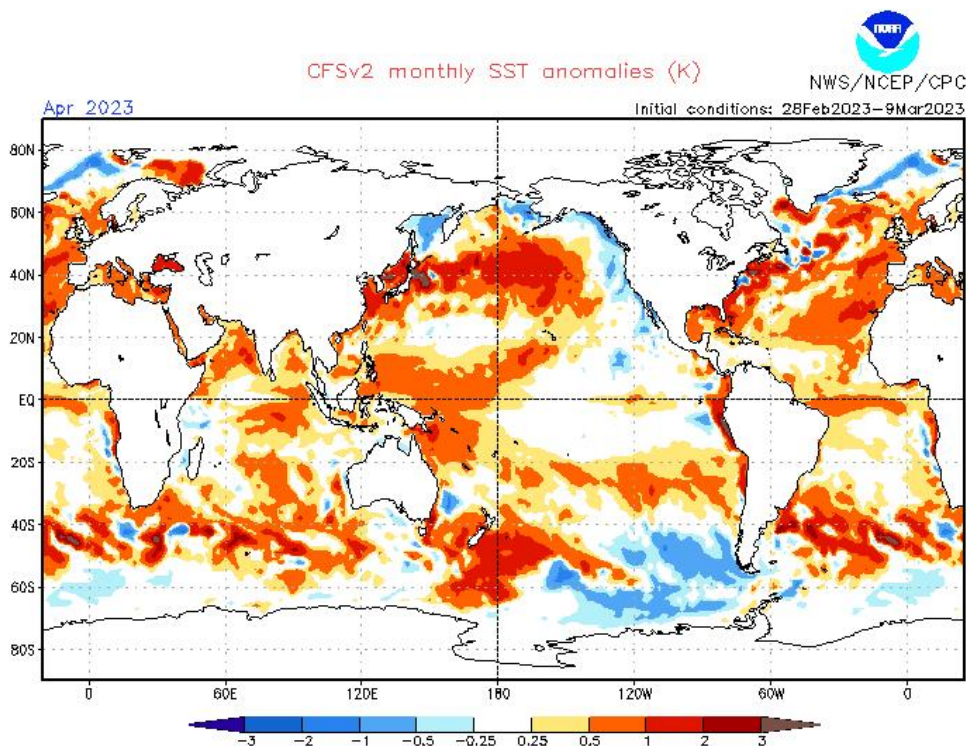 NOAA
CFSv2 monthly SST anomalies (K)
NWS/NCEP/CPC
Apr 2023
Initial conditions: 28Feb2023-9Mar2023
80N
60N
40N
20N
EQ
20S
40S
60S
80S
0 60E 120E 180 120W 60W 0
-3 -2 -1 -0.5 -0.25 0.25 0.5 1 2 3